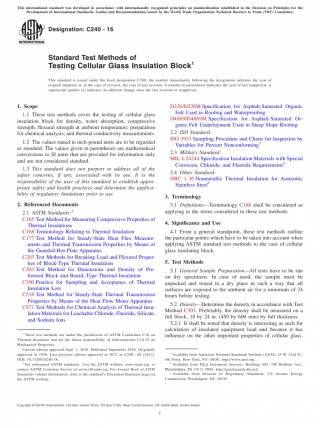 This international standard was developed in accordance with internationally recognized principles on standardization established in the Decision on Principles for the
Development of International Standards, Guides and Recommendations issued by the World Trade Organization Technical Barriers to Trade (TBT) Committee.
Designation: C240 − 16
Standard Test Methods of
Testing Cellular Glass Insulation Block1
This standard is issued under the fixed designation C240; the number immediately following the designation indicates the year of
original adoption or, in the case of revision, the year of last revision. A number in parentheses indicates the year of last reapproval. A
superscript epsilon (ε) indicates an editorial change since the last revision or reapproval.
1. Scope
1.1 These test methods cover the testing of cellular glass
insulation block for density, water absorption, compressive
strength, flexural strength at ambient temperature; preparation
for chemical analysis; and thermal conductivity measurements.
1.2 The values stated in inch-pound units are to be regarded
as standard. The values given in parentheses are mathematical
conversions to SI units that are provided for information only
and are not considered standard.
1.3 This standard does not purport to address all of the
safety concerns, if any, associated with its use. It is the
responsibility of the user of this standard to establish appro-
priate safety and health practices and determine the applica-
bility of regulatory limitations prior to use.
2. Referenced Documents
2.1 ASTM Standards:2
C165 Test Method for Measuring Compressive Properties of
Thermal Insulations
C168 Terminology Relating to Thermal Insulation
C177 Test Method for Steady-State Heat Flux Measure-
ments and Thermal Transmission Properties by Means of
the Guarded-Hot-Plate Apparatus
C203 Test Methods for Breaking Load and Flexural Proper-
ties of Block-Type Thermal Insulation
C303 Test Method for Dimensions and Density of Pre-
formed Block and Board–Type Thermal Insulation
C390 Practice for Sampling and Acceptance of Thermal
Insulation Lots
C518 Test Method for Steady-State Thermal Transmission
Properties by Means of the Heat Flow Meter Apparatus
C871 Test Methods for Chemical Analysis of Thermal Insu-
lation Materials for Leachable Chloride, Fluoride, Silicate,
and Sodium Ions
1 These test methods are under the jurisdiction of ASTM Committee C16 on
Thermal Insulation and are the direct responsibility of Subcommittee C16.32 on
Mechanical Properties.
Current edition approved Sept. 1, 2016. Published September 2016. Originally
approved in 1950. Last previous edition approved in 2012 as C240 – 08 (2012).
DOI: 10.1520/C0240-16.
2 For referenced ASTM standards, visit the ASTM website, www.astm.org, or
contact ASTM Customer Service at service@astm.org. For Annual Book of ASTM
Standards volume information, refer to the standard's Document Summary page on
the ASTM website.
D226/D226M Specification for Asphalt-Saturated Organic
Felt Used in Roofing and Waterproofing
D4869/D4869M Specification for Asphalt-Saturated Or-
ganic Felt Underlayment Used in Steep Slope Roofing
2.2 ISO Standard:
ISO 3951 Sampling Procedure and Charts for Inspection by
Variables for Percent Nonconforming3
2.3 Military Standard:
MIL-I-24244 Specification Insulation Materials with Special
Corrosion, Chloride, and Fluoride Requirements4
2.4 Other Standard:
NRC 1.36 Nonmetallic Thermal Insulation for Austenitic
Stainless Steel5
3. Terminology
3.1 Definitions—Terminology C168 shall be considered as
applying to the terms considered in these test methods.
4. Significance and Use
4.1 From a general standpoint, these test methods outline
the particular points which have to be taken into account when
applying ASTM standard test methods to the case of cellular
glass insulating block.
5. Test Methods
5.1 General Sample Preparation—All tests have to be run
on dry specimens. In case of need, the sample must be
unpacked and stored in a dry place in such a way that all
surfaces are exposed to the ambient air for a minimum of 24
hours before testing.
5.2 Density—Determine the density in accordance with Test
Method C303. Preferably, the density shall be measured on a
full block, 18 by 24 in. (450 by 600 mm) by full thickness.
5.2.1 It shall be noted that density is interesting as such for
calculation of insulated equipment load and because it has
influence on the other important properties of cellular glass.
3 Available from American National Standards Institute (ANSI), 25 W. 43rd St.,
4th Floor, New York, NY 10036, http://www.ansi.org.
4 Available from DLA Document Services, Building 4/D, 700 Robbins Ave.,
Philadelphia, PA 19111-5094, http://quicksearch.dla.mil.
5 Available from Director of Regulatory Standards, US Atomic Energy
Commission, Washington, DC 20545.
Copyright © ASTM International, 100 Barr Harbor Drive, PO Box C700, West Conshohocken, PA 19428-2959. United States
1